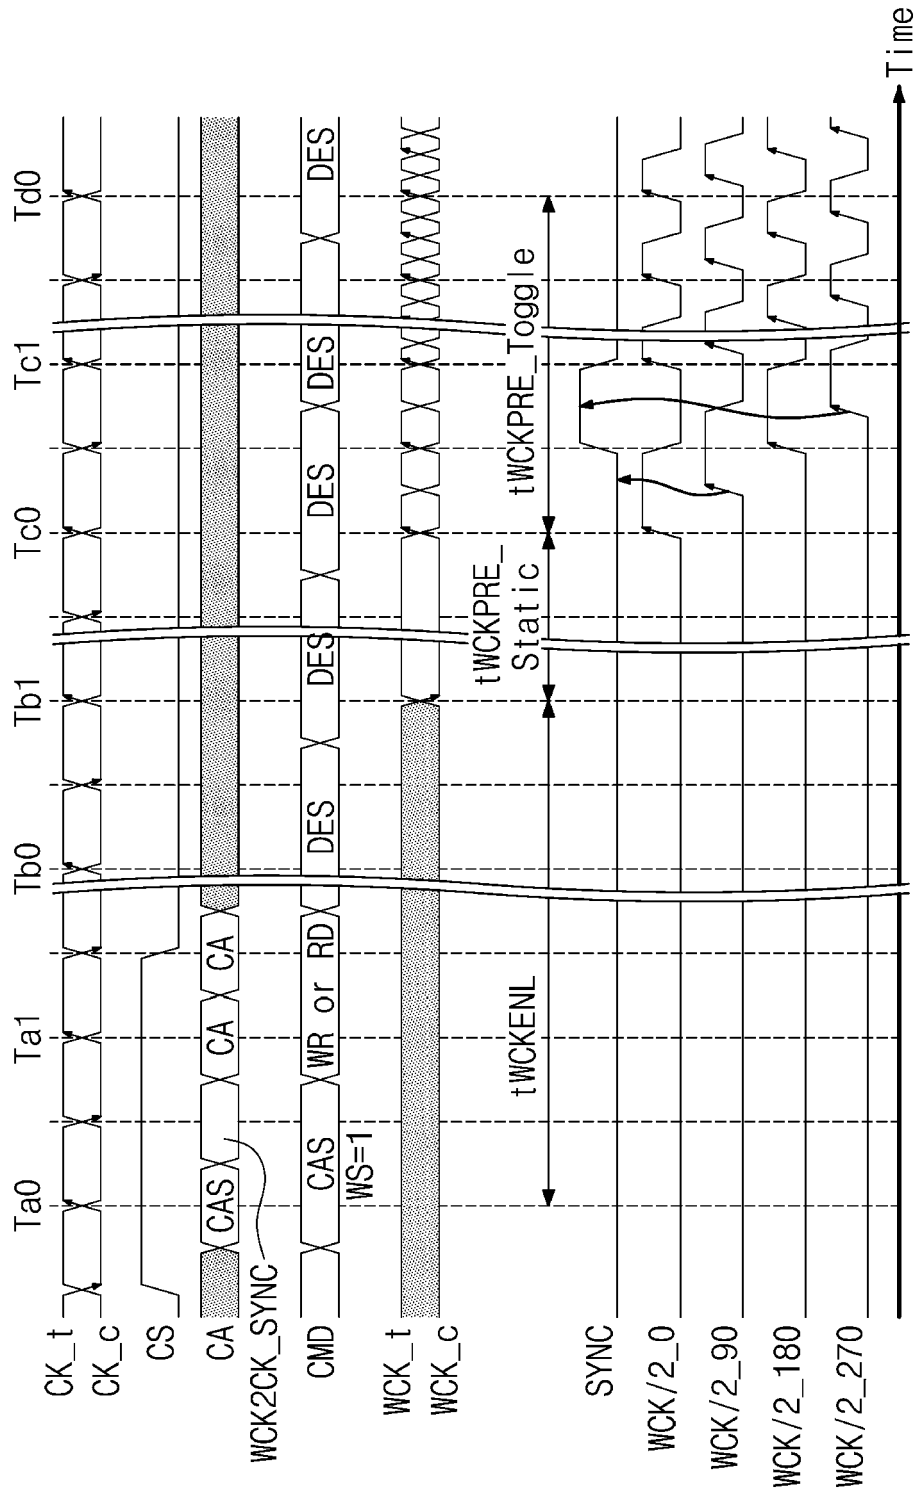 Ta0 Ta1 Tb0 Tb1 Tc0 Tc1 Td0
CK_t
CK_c
CS
CA CAS CA CA
WCK2CK_SYNC
CMD CAS WR or RD DES DES DES DES DES
WS=1
WCK_t
WCK_c
tWCKENL tWCKPRE_Static tWCKPRE_Toggle
SYNC
WCK/2_0
WCK/2_90
WCK/2_180
WCK/2_270
Time